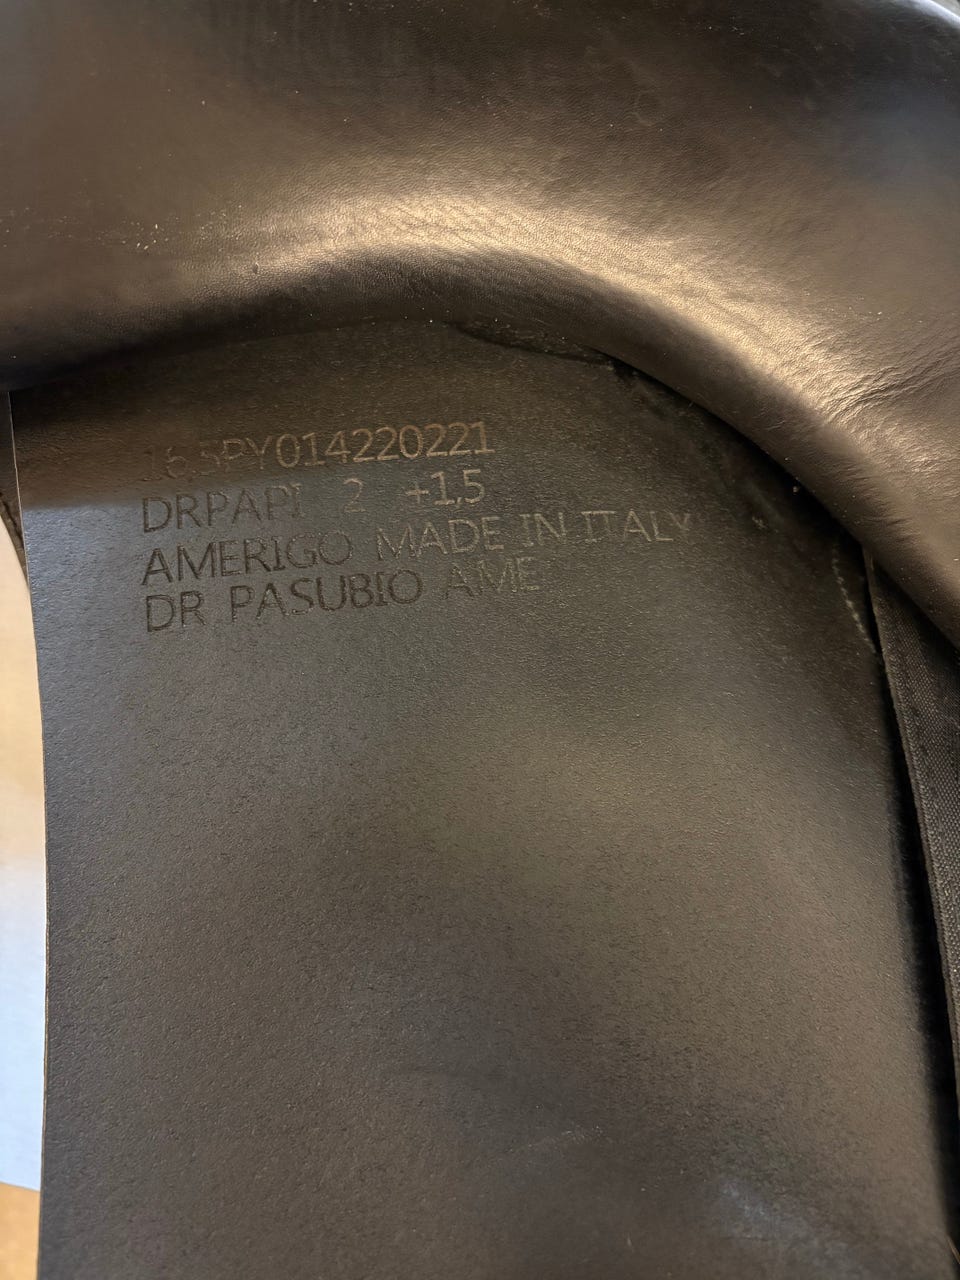 16,5PY014220221
DRPAPI 2 +1,5
AMERIGO MADE IN ITALY
DR PASUBIO AME